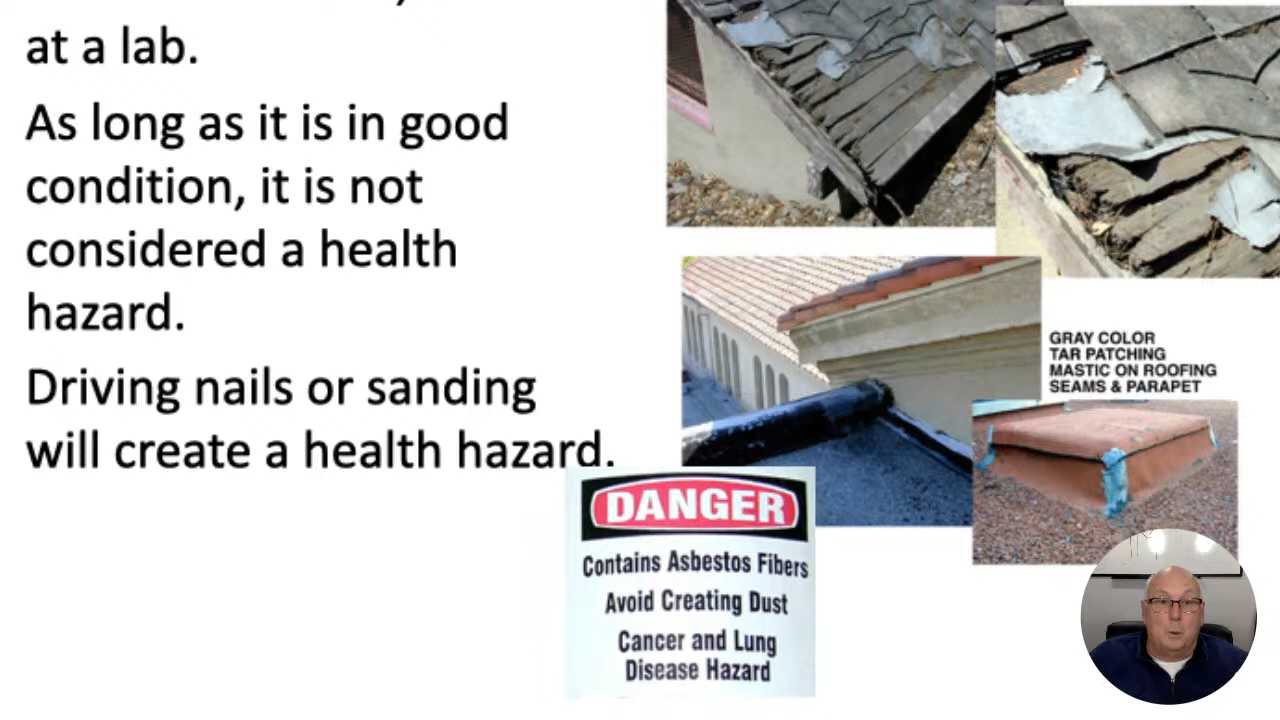 at a lab.
As long as it is in good
condition, it is not
considered a health
hazard.
Driving nails or sanding
will create a health hazard.
GRAY COLOR
TAR PATCHING
MASTIC ON ROOFING
SEAMS & PARAPET
DANGER
Contains Asbestos Fibers
Avoid Creating Dust
Cancer and Lung
Disease Hazard